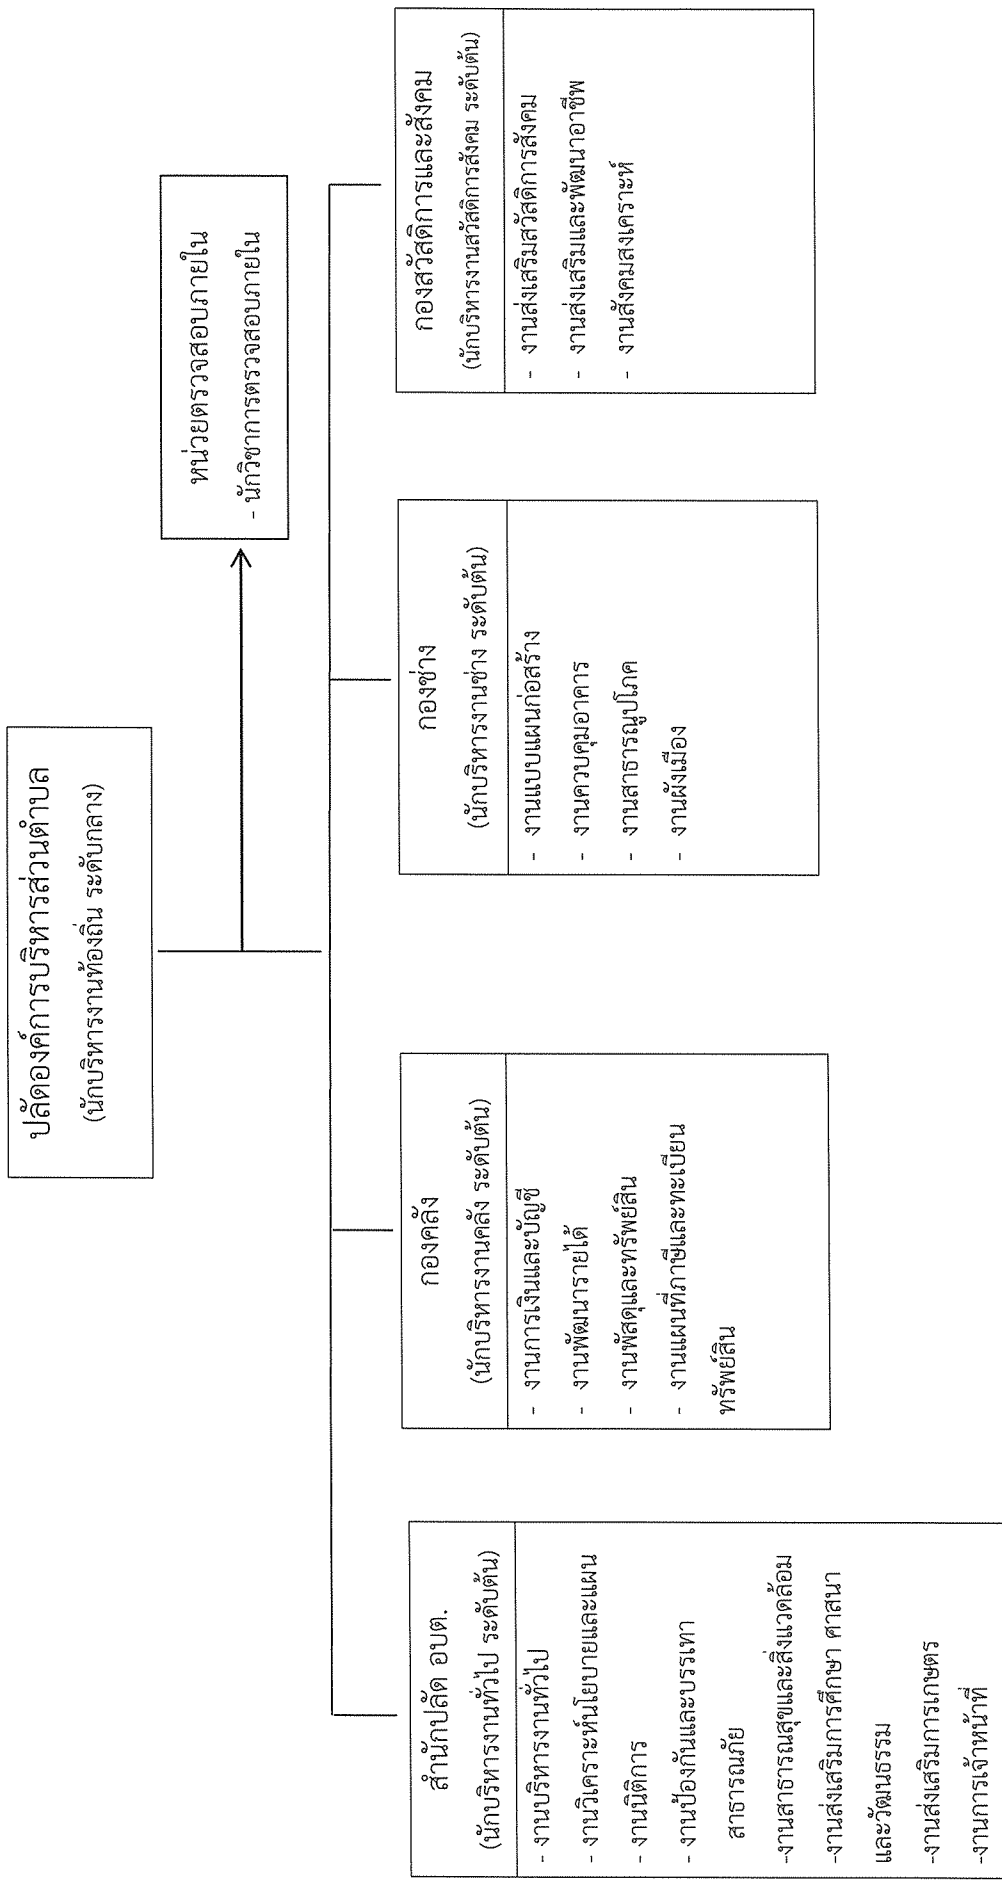 ปลัดองค์การบริหารส่วนตำบล
(นักบริหารงานท้องถิ่น ระดับกลาง)
หน่วยตรวจสอบภายใน
- นักวิชาการตรวจสอบภายใน
สำนักปลัด อบต.
(นักบริหารงานทั่วไป ระดับต้น)
- งานบริหารงานทั่วไป
- งานวิเคราะห์นโยบายและแผน
- งานนิติการ
- งานป้องกันและบรรเทา
สาธารณภัย
-งานสาธารณสุขและสิ่งแวดล้อม
-งานส่งเสริมการศึกษา ศาสนา
และวัฒนธรรม
-งานส่งเสริมการเกษตร
-งานการเจ้าหน้าที่
กองคลัง
(นักบริหารงานคลัง ระดับต้น)
- งานการเงินและบัญชี
- งานพัฒนารายได้
- งานพัสดุและทรัพย์สิน
- งานแผนที่ภาษีและทะเบียน
ทรัพย์สิน
กองช่าง
(นักบริหารงานช่าง ระดับต้น)
- งานแบบแผนก่อสร้าง
- งานควบคุมอาคาร
- งานสาธารณูปโภค
- งานผังเมือง
กองสวัสดิการและสังคม
(นักบริหารงานสวัสดิการสังคม ระดับต้น)
- งานส่งเสริมสวัสดิการสังคม
- งานส่งเสริมและพัฒนาอาชีพ
- งานสังคมสงเคราะห์